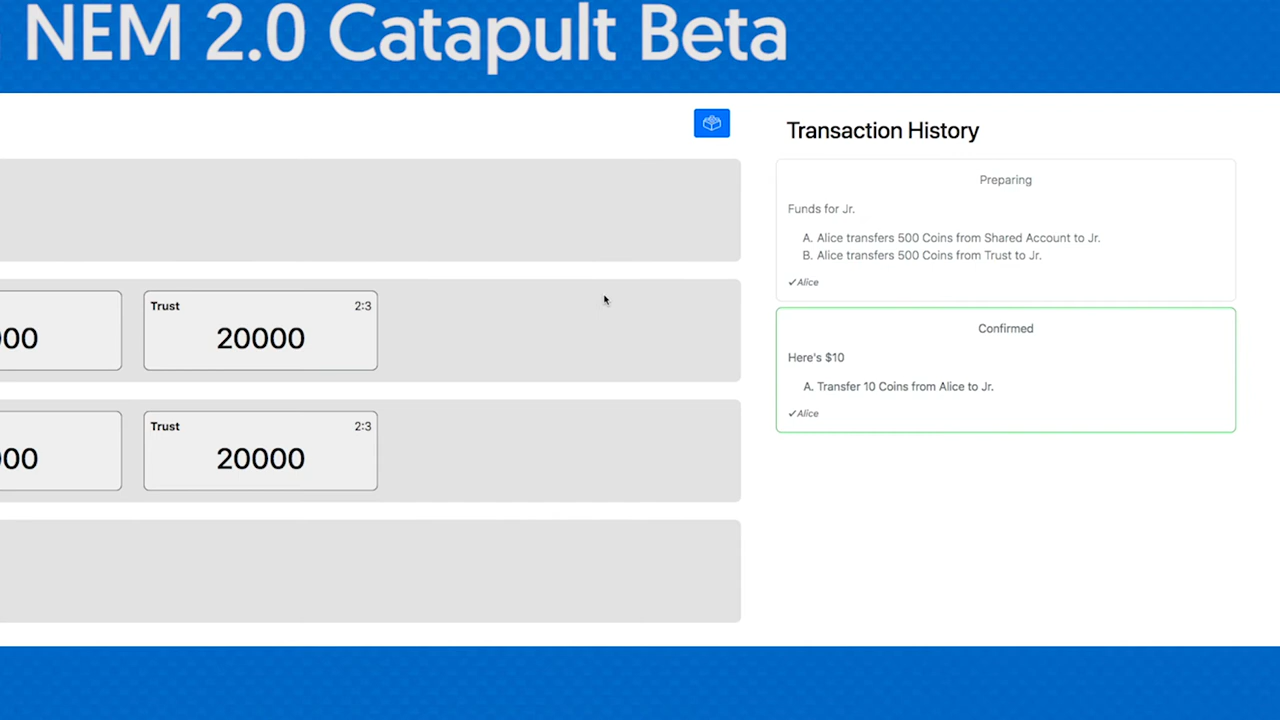 NEM 2.0 Catapult Beta
Transaction History
Preparing
Funds for Jr.
A. Alice transfers 500 Coins from Shared Account to Jr.
B. Alice transfers 500 Coins from Trust to Jr.
✓Alice
Trust 2:3
00 20000
Confirmed
Here's $10
A. Transfer 10 Coins from Alice to Jr.
✓Alice
Trust 2:3
00 20000